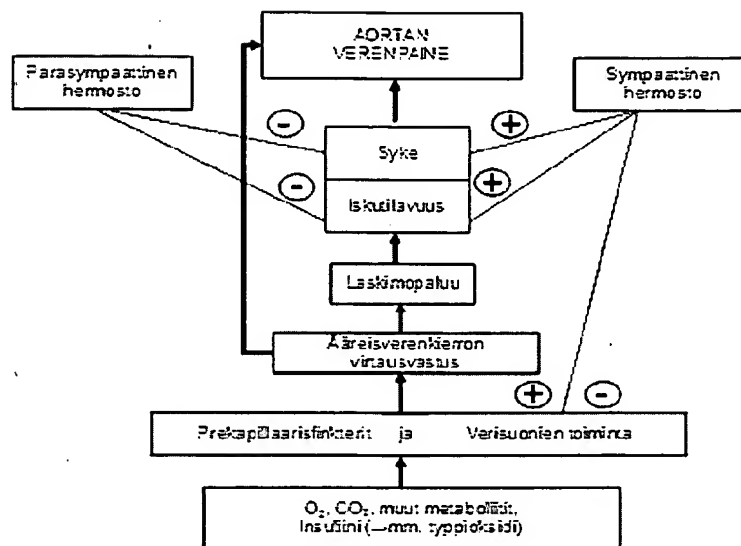 AORTAN
VERENPAINE
Parasympaattinen
hermosto
Sympaattinen
hermosto
-
+
Syke
-
+
Iskutilavuus
Laskimopaluu
Ääreisverenkierron
virtausvastus
+ -
Prekapillaarisfinkterit ja Verisuonien toiminta
O₂, CO₂, muut metaboliitit,
Insuliini (→mm. typpioksidi)